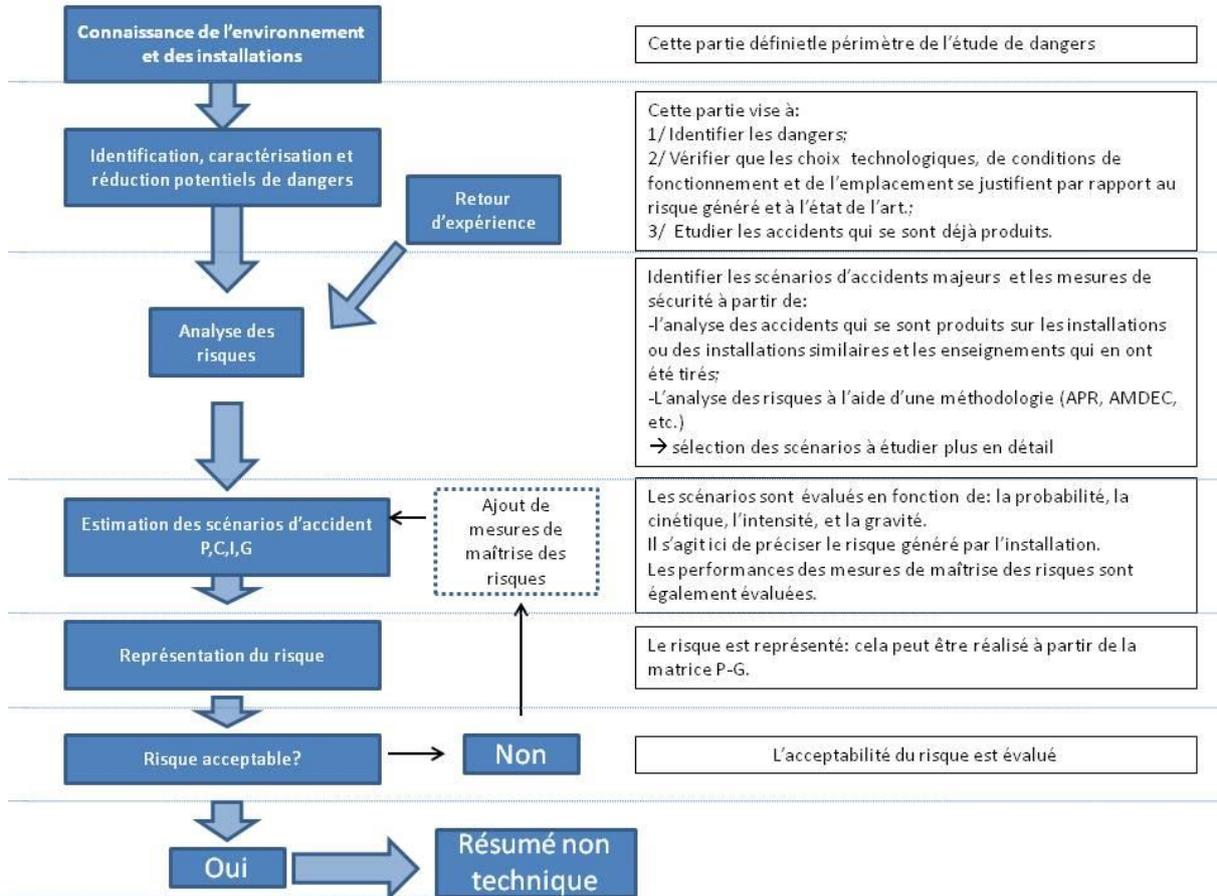 Connaissance de l'environnement
et des installations
Cette partie définietle périmètre de l'étude de dangers
Identification, caractérisation et
réduction potentiels de dangers
Retour
d'expérience
Cette partie vise à:
1/ Identifier les dangers;
2/ Vérifier que les choix technologiques, de conditions de
fonctionnement et de l'emplacement se justifient par rapport au
risque généré et à l'état de l'art.;
3/ Etudier les accidents qui se sont déjà produits.
Analyse des
risques
Identifier les scénarios d'accidents majeurs et les mesures de
sécurité à partir de:
-l'analyse des accidents qui se sont produits sur les installations
ou des installations similaires et les enseignements qui en ont
été tirés;
-L'analyse des risques à l'aide d'une méthodologie (APR, AMDEC,
etc.)
→ sélection des scénarios à étudier plus en détail
Estimation des scénarios d'accident
P,C,I,G
Ajout de
mesures de
maîtrise des
risques
Les scénarios sont évalués en fonction de: la probabilité, la
cinétique, l'intensité, et la gravité.
Il s'agit ici de préciser le risque généré par l'installation.
Les performances des mesures de maîtrise des risques sont
également évaluées.
Représentation du risque
Le risque est représenté: cela peut être réalisé à partir de la
matrice P-G.
Risque acceptable?
Non
L'acceptabilité du risque est évalué
Oui
Résumé non
technique